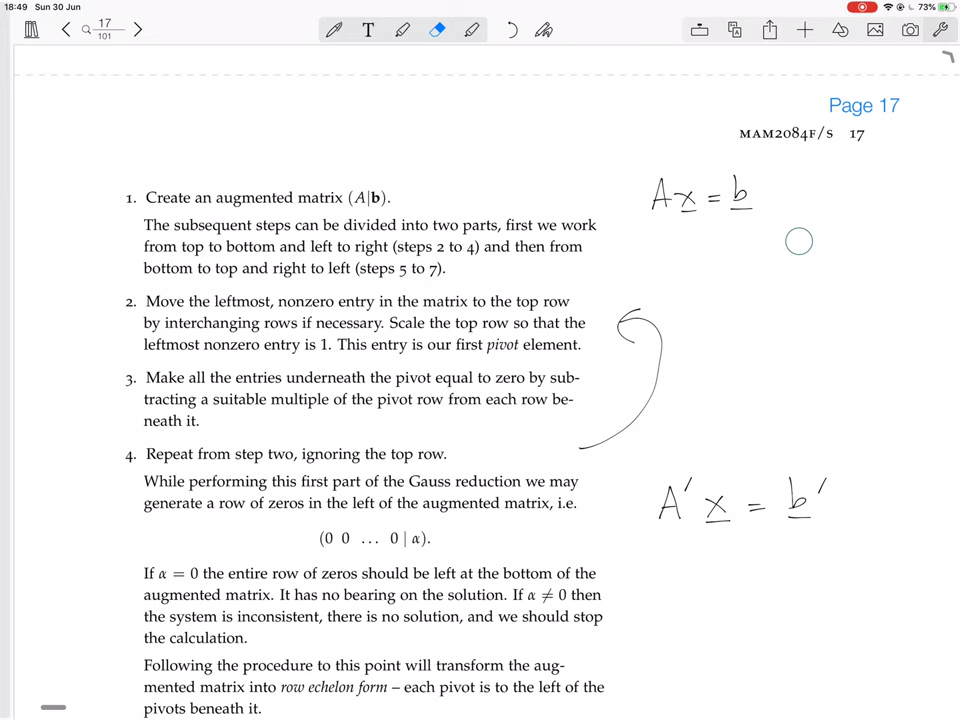 18:49 Sun 30 Jun
73%
17
101
T
Page 17
MAM2084F/S 17
1. Create an augmented matrix (A|b).
The subsequent steps can be divided into two parts, first we work
from top to bottom and left to right (steps 2 to 4) and then from
bottom to top and right to left (steps 5 to 7).
2. Move the leftmost, nonzero entry in the matrix to the top row
by interchanging rows if necessary. Scale the top row so that the
leftmost nonzero entry is 1. This entry is our first pivot element.
3. Make all the entries underneath the pivot equal to zero by sub-
tracting a suitable multiple of the pivot row from each row be-
neath it.
4. Repeat from step two, ignoring the top row.
While performing this first part of the Gauss reduction we may
generate a row of zeros in the left of the augmented matrix, i.e.
(0 0 … 0 | α).
If α = 0 the entire row of zeros should be left at the bottom of the
augmented matrix. It has no bearing on the solution. If α ≠ 0 then
the system is inconsistent, there is no solution, and we should stop
the calculation.
Following the procedure to this point will transform the aug-
mented matrix into row echelon form – each pivot is to the left of the
pivots beneath it.
Ax = b
A′x = b′